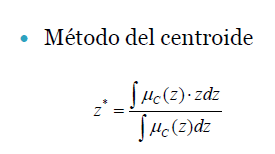 • Método del centroide
z* = ∫ μC(z)·zdz / ∫ μC(z)dz